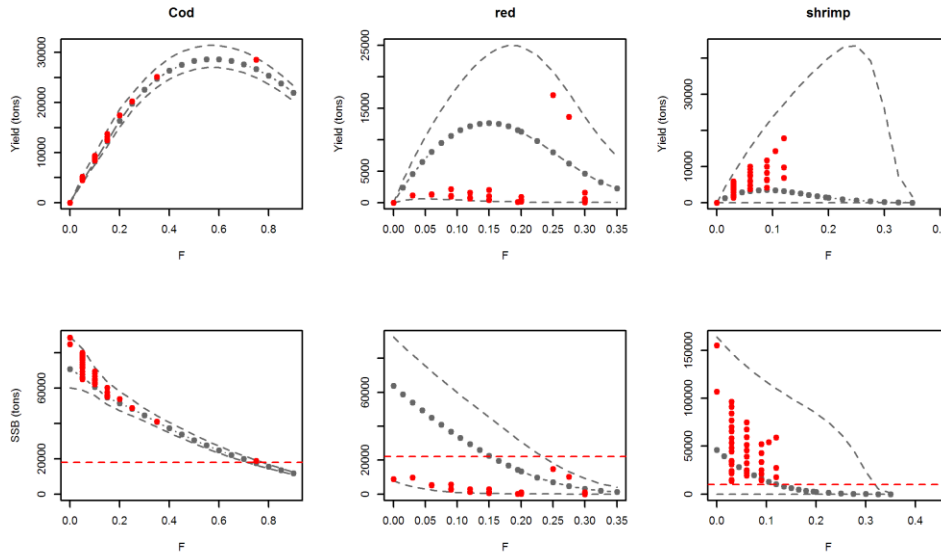 Cod
red
shrimp
Yield (tons)
0 10000 20000 30000
0.0 0.2 0.4 0.6 0.8
F
Yield (tons)
0 5000 15000 25000
0.00 0.05 0.10 0.15 0.20 0.25 0.30 0.35
F
Yield (tons)
0 20000 40000
0.0 0.1 0.2 0.3
F
SSB (tons)
0 20000 60000
0.0 0.2 0.4 0.6 0.8
F
0 20000 60000
0.00 0.05 0.10 0.15 0.20 0.25 0.30 0.35
F
0 50000 100000 150000
0.0 0.1 0.2 0.3 0.4
F